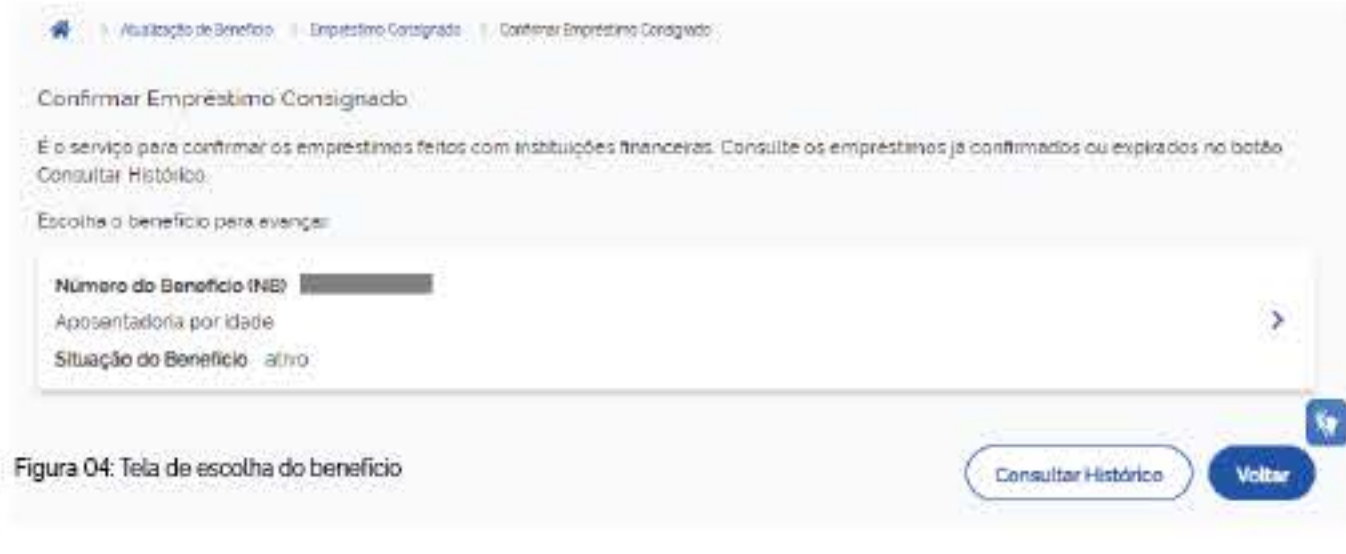 Atualização de Benefício Empréstimo Consignado Confirmar Empréstimo Consignado
Confirmar Empréstimo Consignado
É o serviço para confirmar os empréstimos feitos com instituições financeiras. Consulte os empréstimos já confirmados ou expirados no botão
Consultar Histórico.
Escolha o benefício para avançar
Número do Benefício (NB)
Aposentadoria por idade
Situação do Benefício ativo
Figura 04: Tela de escolha do benefício
Consultar Histórico
Voltar